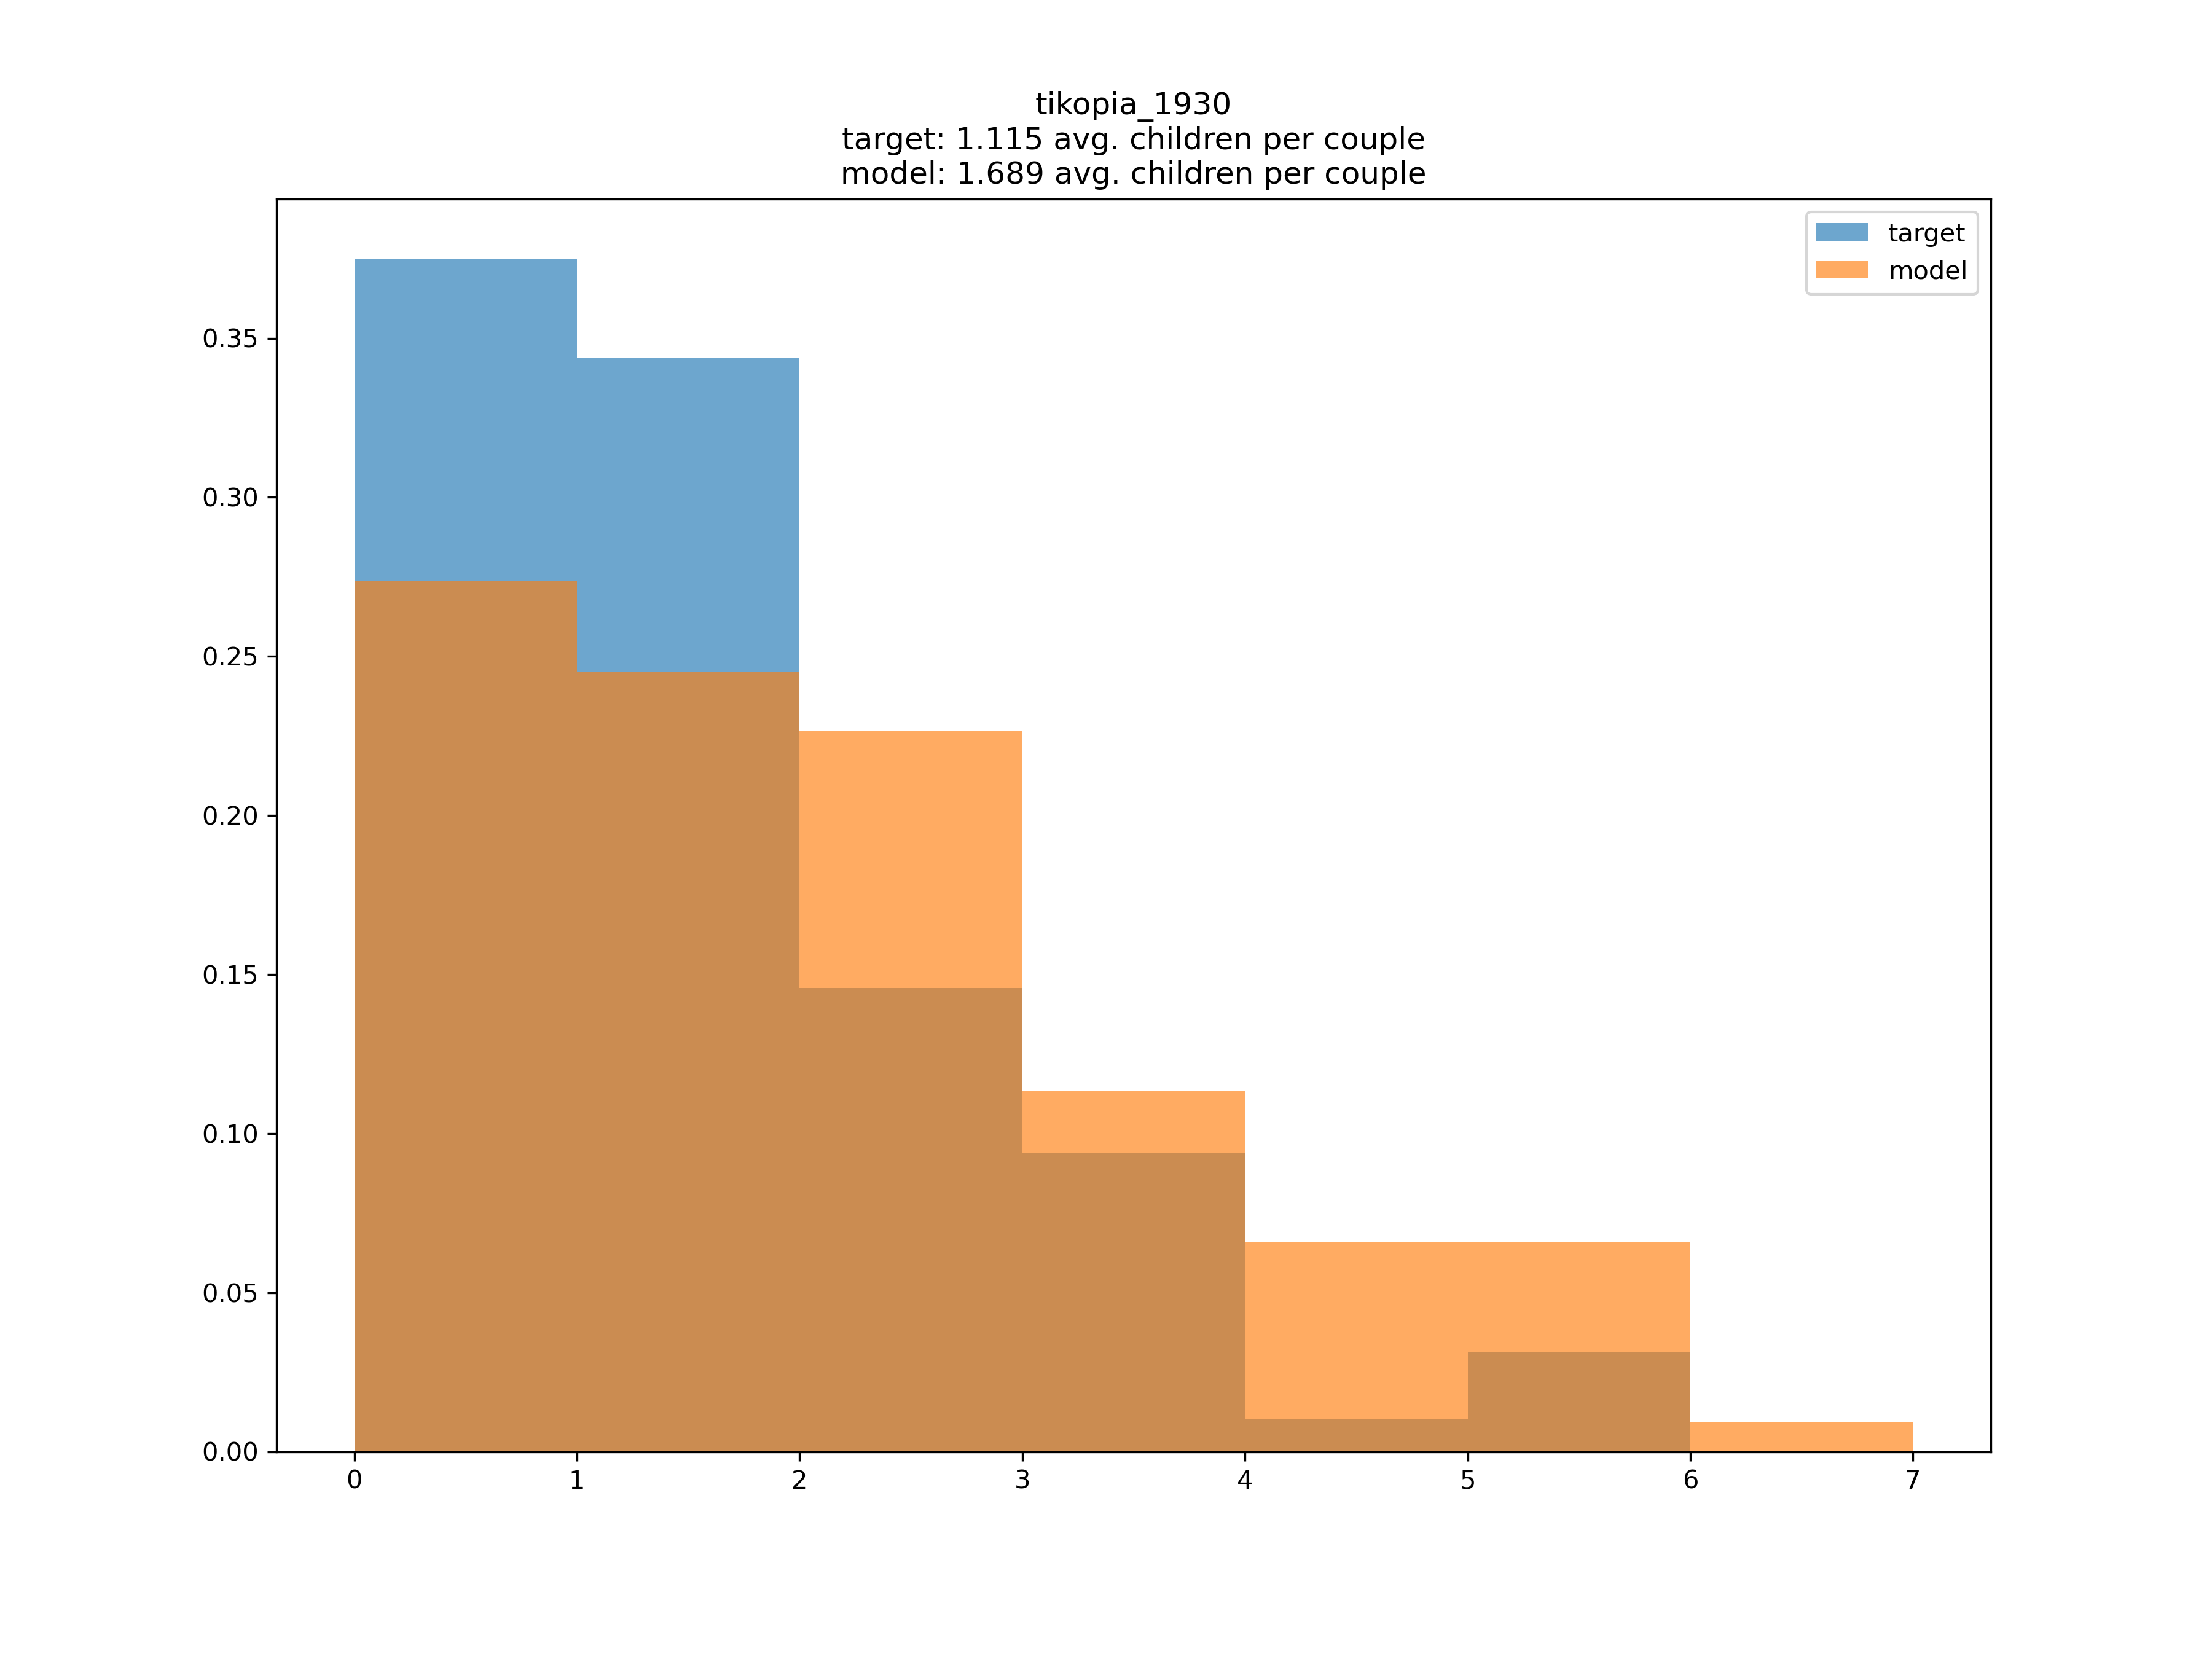 tikopia_1930
target: 1.115 avg. children per couple
model: 1.689 avg. children per couple
target
model
0.35
0.30
0.25
0.20
0.15
0.10
0.05
0.00
0 1 2 3 4 5 6 7